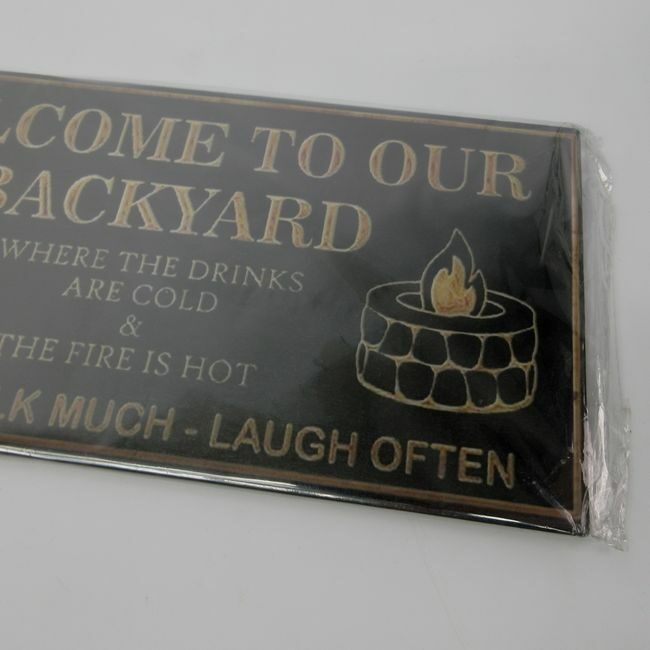 LCOME TO OUR
BACKYARD
WHERE THE DRINKS
ARE COLD
&
THE FIRE IS HOT
LK MUCH - LAUGH OFTEN